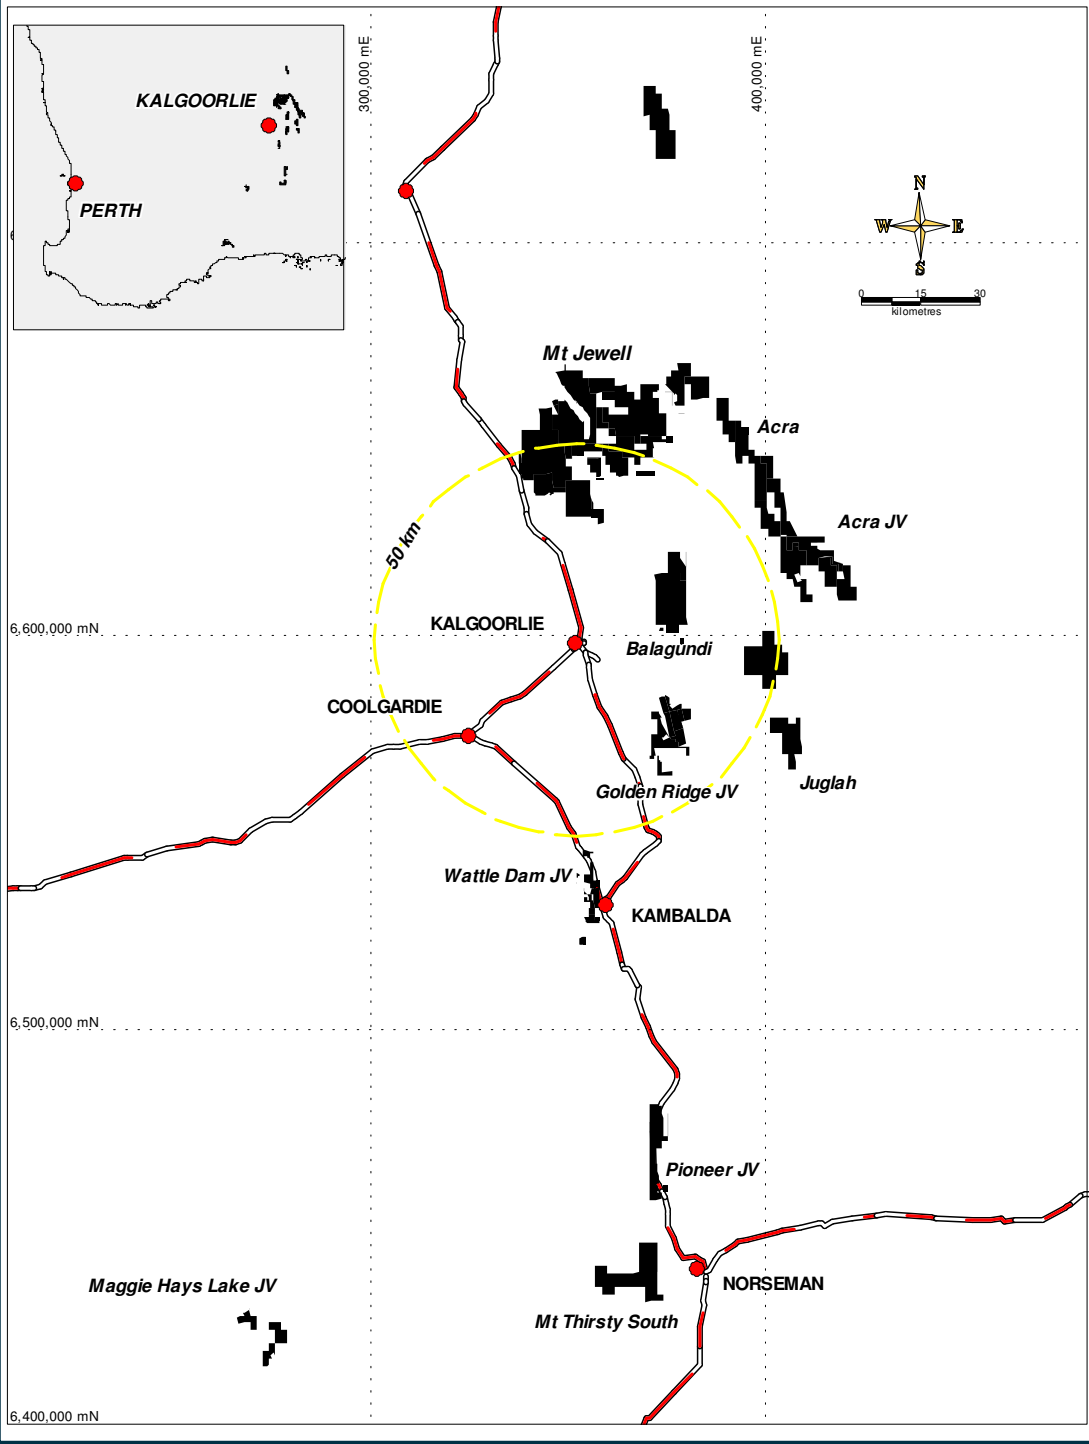 300,000 mE
400,000 mE
KALGOORLIE
PERTH
N
W
E
S
0
15
30
kilometres
Mt Jewell
Acra
Acra JV
50 km
6,600,000 mN
KALGOORLIE
Balagundi
COOLGARDIE
Golden Ridge JV
Juglah
Wattle Dam JV
KAMBALDA
6,500,000 mN
Pioneer JV
Maggie Hays Lake JV
NORSEMAN
Mt Thirsty South
6,400,000 mN